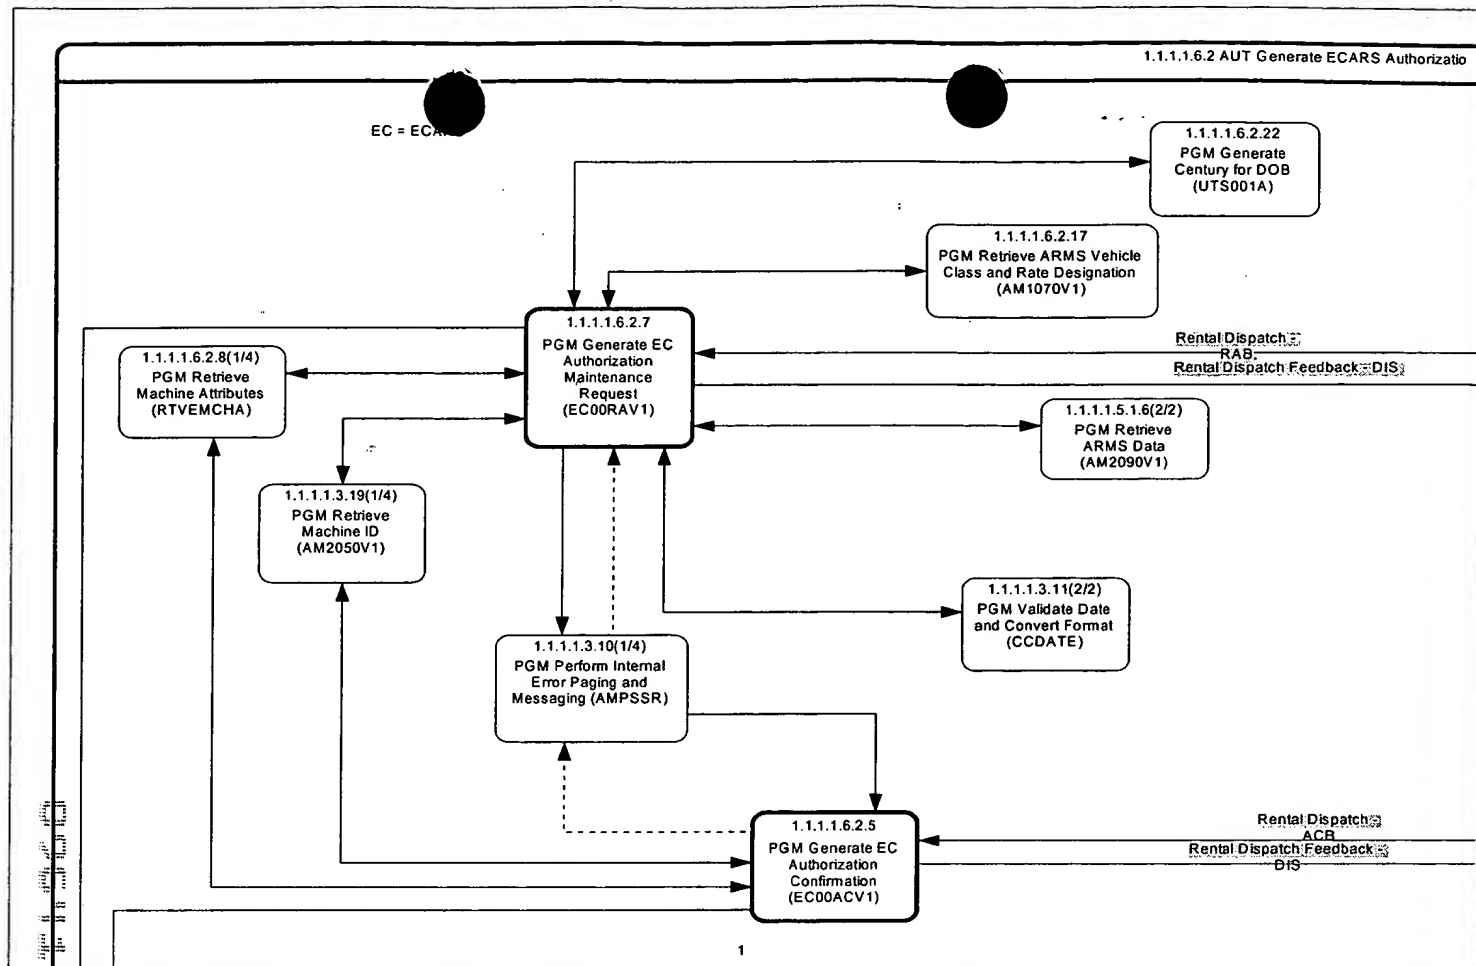 1.1.1.1.6.2 AUT Generate ECARS Authorizatio
EC =
1.1.1.1.6.2.22
PGM Generate
Century for DOB
(UTS001A)
1.1.1.1.6.2.17
PGM Retrieve ARMS Vehicle
Class and Rate Designation
(AM1070V1)
1.1.1.1.6.2.7
PGM Generate EC
Authorization
Maintenance
Request
(EC00RAV1)
Rental Dispatch -
RAB
Rental Dispatch Feedback - DIS
1.1.1.1.6.2.8(1/4)
PGM Retrieve
Machine Attributes
(RTVEMCHA)
1.1.1.1.5.1.6(2/2)
PGM Retrieve
ARMS Data
(AM2090V1)
1.1.1.1.3.19(1/4)
PGM Retrieve
Machine ID
(AM2050V1)
1.1.1.1.3.11(2/2)
PGM Validate Date
and Convert Format
(CCDATE)
1.1.1.1.3.10(1/4)
PGM Perform Internal
Error Paging and
Messaging (AMPSSR)
1.1.1.1.6.2.5
PGM Generate EC
Authorization
Confirmation
(EC00ACV1)
Rental Dispatch -
ACB
Rental Dispatch Feedback -
DIS
1